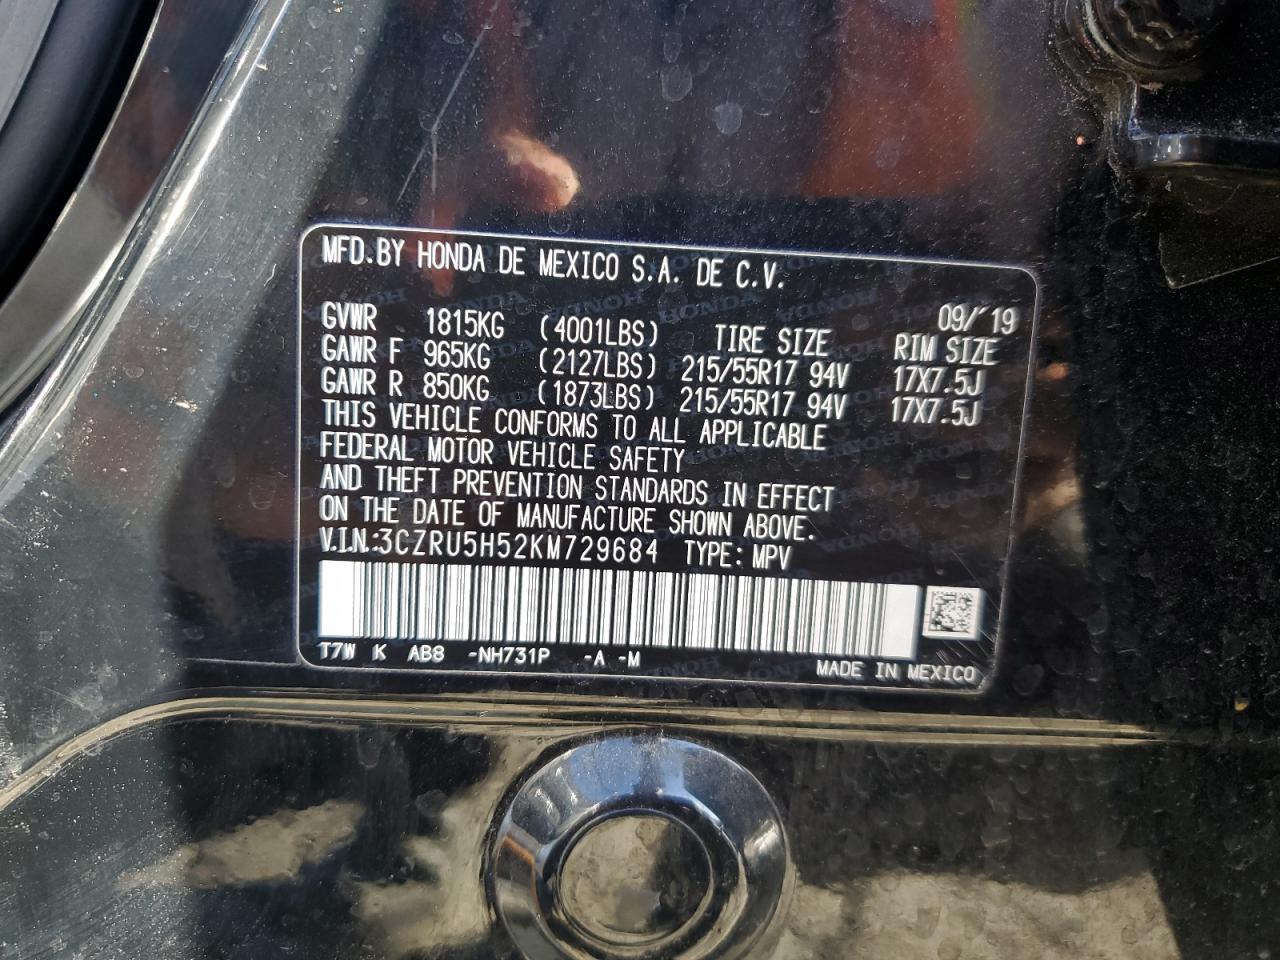 MFD.BY HONDA DE MEXICO S.A. DE C.V.
09/'19
GVWR 1815KG (4001LBS) TIRE SIZE RIM SIZE
GAWR F 965KG (2127LBS) 215/55R17 94V 17X7.5J
GAWR R 850KG (1873LBS) 215/55R17 94V 17X7.5J
THIS VEHICLE CONFORMS TO ALL APPLICABLE
FEDERAL MOTOR VEHICLE SAFETY
AND THEFT PREVENTION STANDARDS IN EFFECT
ON THE DATE OF MANUFACTURE SHOWN ABOVE.
V.I.N.:3CZRU5H52KM729684 TYPE: MPV
T7W K AB8 -NH731P -A -M
MADE IN MEXICO